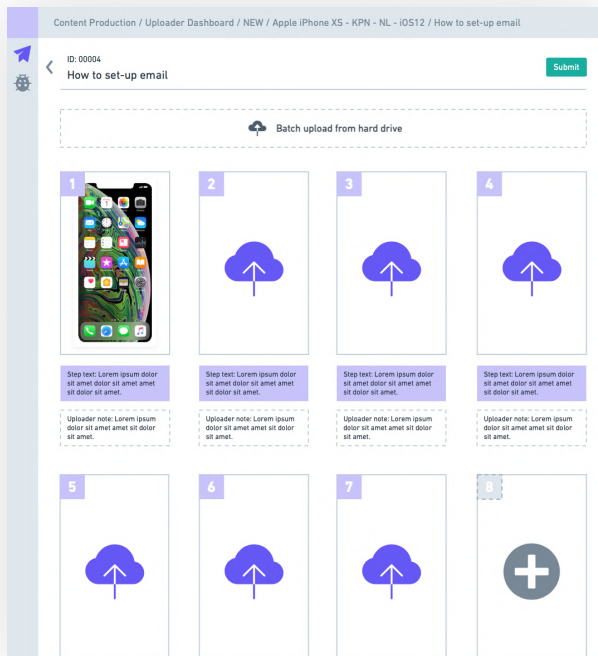 Content Production / Uploader Dashboard / NEW / Apple iPhone XS - KPN - NL - iOS12 / How to set-up email
ID: 00004
How to set-up email
Submit
Batch upload from hard drive
1
2
3
4
Step text: Lorem ipsum dolor
sit amet dolor sit amet amet
sit dolor sit amet.
Step text: Lorem ipsum dolor
sit amet dolor sit amet amet
sit dolor sit amet.
Step text: Lorem ipsum dolor
sit amet dolor sit amet amet
sit dolor sit amet.
Step text: Lorem ipsum dolor
sit amet dolor sit amet amet
sit dolor sit amet.
Uploader note: Lorem ipsum
dolor sit amet amet sit dolor
sit amet.
Uploader note: Lorem ipsum
dolor sit amet amet sit dolor
sit amet.
Uploader note: Lorem ipsum
dolor sit amet amet sit dolor
sit amet.
Uploader note: Lorem ipsum
dolor sit amet amet sit dolor
sit amet.
5
6
7
8